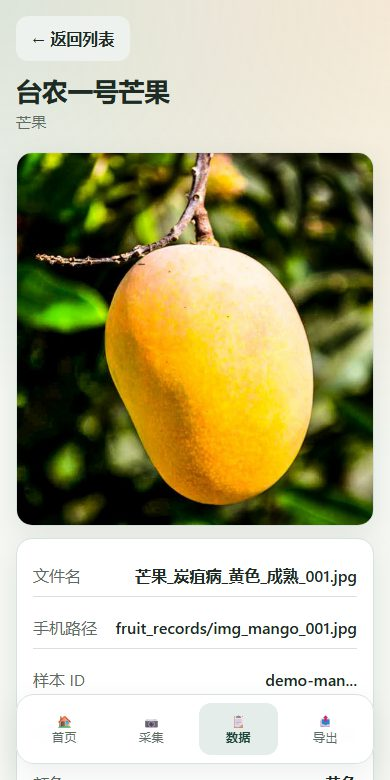 ← 返回列表
台农一号芒果
芒果
文件名 芒果_炭疽病_黄色_成熟_001.jpg
手机路径 fruit_records/img_mango_001.jpg
样本 ID demo-man...
首页 采集 数据 导出